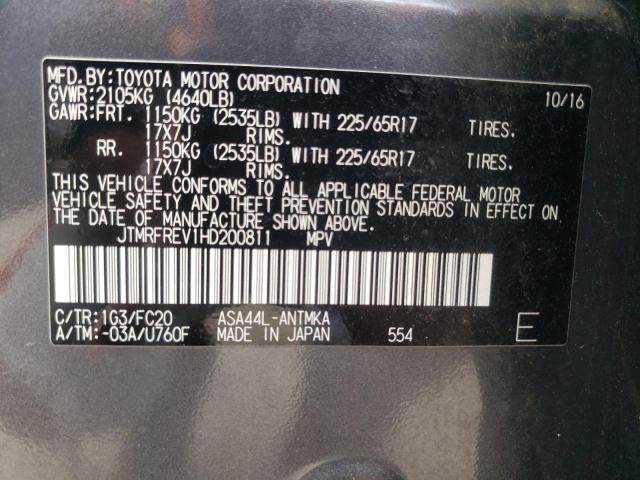 MFD.BY:TOYOTA MOTOR CORPORATION 10/16
GVWR:2105KG (4640LB)
GAWR:FRT. 1150KG (2535LB) WITH 225/65R17 TIRES.
17X7J RIMS.
RR. 1150KG (2535LB) WITH 225/65R17 TIRES.
17X7J RIMS.
THIS VEHICLE CONFORMS TO ALL APPLICABLE FEDERAL MOTOR
VEHICLE SAFETY AND THEFT PREVENTION STANDARDS IN EFFECT ON
THE DATE OF MANUFACTURE SHOWN ABOVE.
JTMRFREV1HD200811 MPV
C/TR:1G3/FC20 ASA44L-ANTMKA
A/TM:-03A/U760F MADE IN JAPAN 554 E